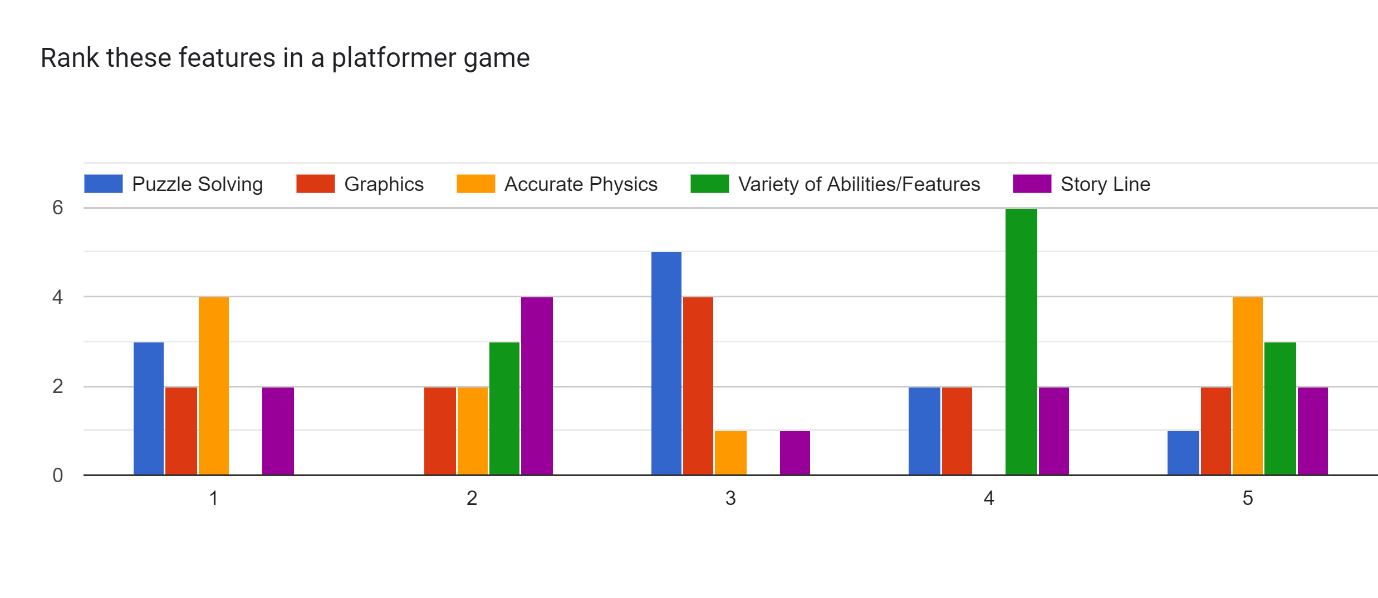 Rank these features in a platformer game
Puzzle Solving Graphics Accurate Physics Variety of Abilities/Features Story Line
6
4
2
0
1 2 3 4 5